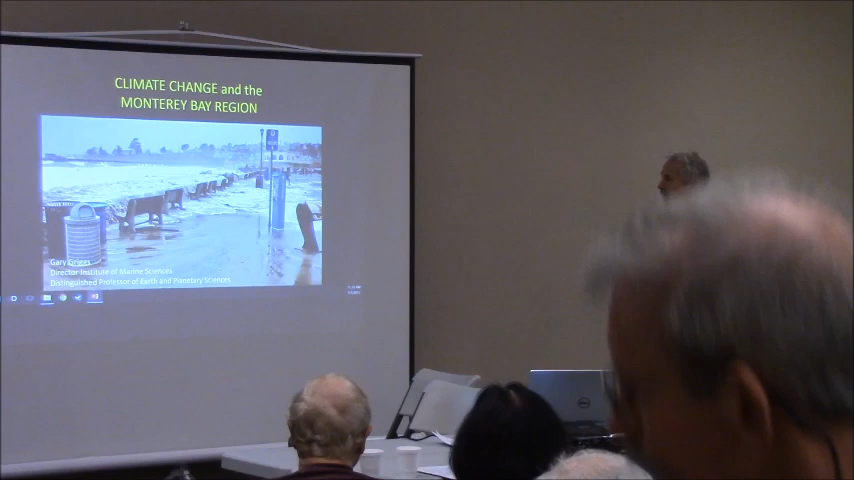 CLIMATE CHANGE and the
MONTEREY BAY REGION
Gary Griggs
Director Institute of Marine Sciences
Distinguished Professor of Earth and Planetary Sciences
DELL